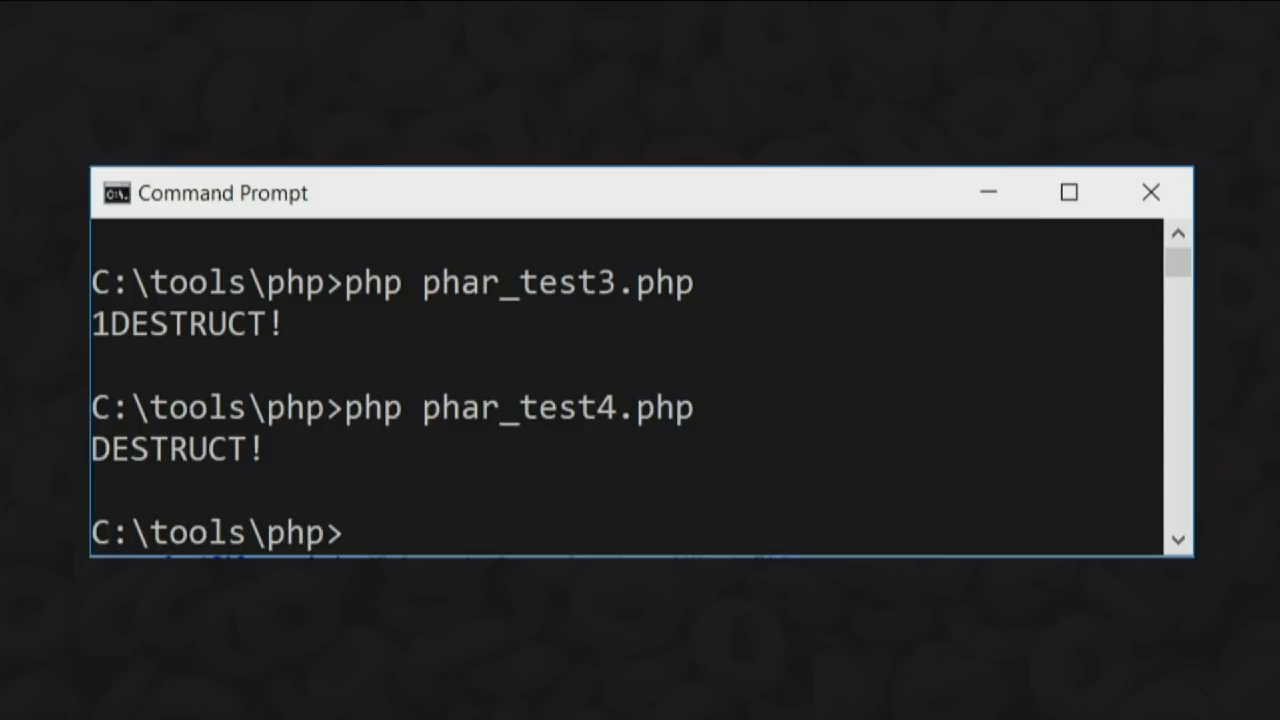 Command Prompt
C:\tools\php>php phar_test3.php
1DESTRUCT!
C:\tools\php>php phar_test4.php
DESTRUCT!
C:\tools\php>